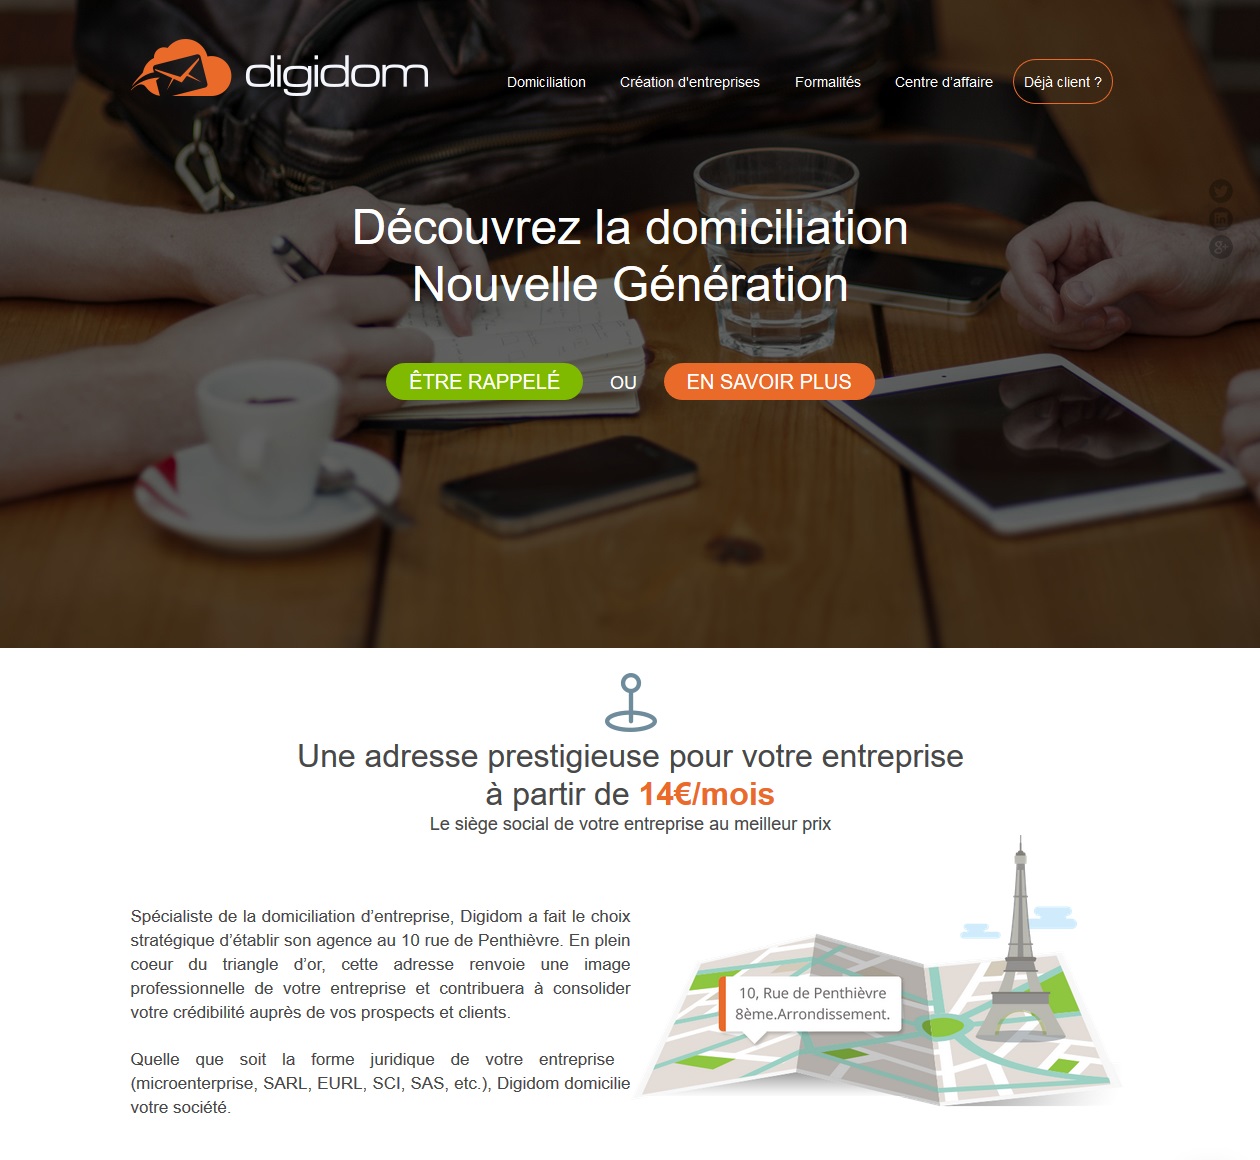 digidom
Domiciliation
Création d'entreprises
Formalités
Centre d'affaire
Déjà client ?
Découvrez la domiciliation
Nouvelle Génération
ÊTRE RAPPELÉ
OU
EN SAVOIR PLUS
Une adresse prestigieuse pour votre entreprise
à partir de 14€/mois
Le siège social de votre entreprise au meilleur prix
Spécialiste de la domiciliation d’entreprise, Digidom a fait le choix
stratégique d’établir son agence au 10 rue de Penthièvre. En plein
coeur du triangle d’or, cette adresse renvoie une image
professionnelle de votre entreprise et contribuera à consolider
votre crédibilité auprès de vos prospects et clients.
Quelle que soit la forme juridique de votre entreprise
(microenterprise, SARL, EURL, SCI, SAS, etc.), Digidom domicilie
votre société.
10, Rue de Penthièvre
8ème.Arrondissement.